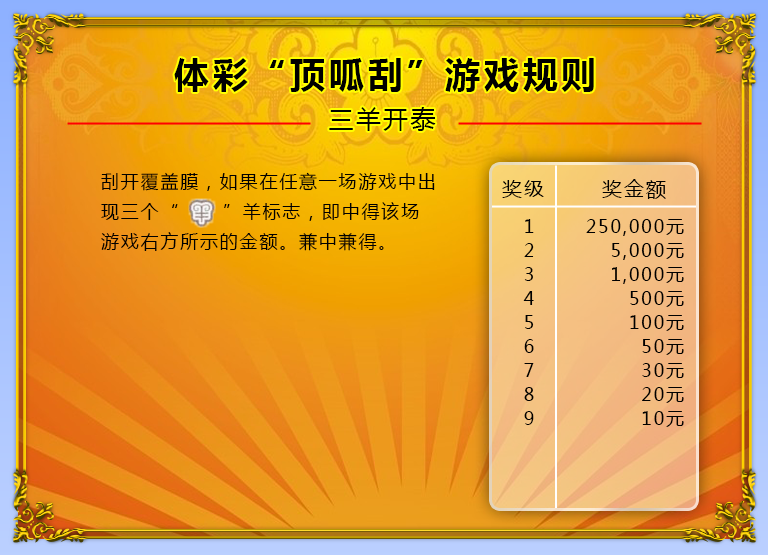 体彩“顶呱刮”游戏规则
三羊开泰
刮开覆盖膜，如果在任意一场游戏中出
现三个“羊”羊标志，即中得该场
游戏右方所示的金额。兼中兼得。
奖级 奖金额
1 250,000元
2 5,000元
3 1,000元
4 500元
5 100元
6 50元
7 30元
8 20元
9 10元